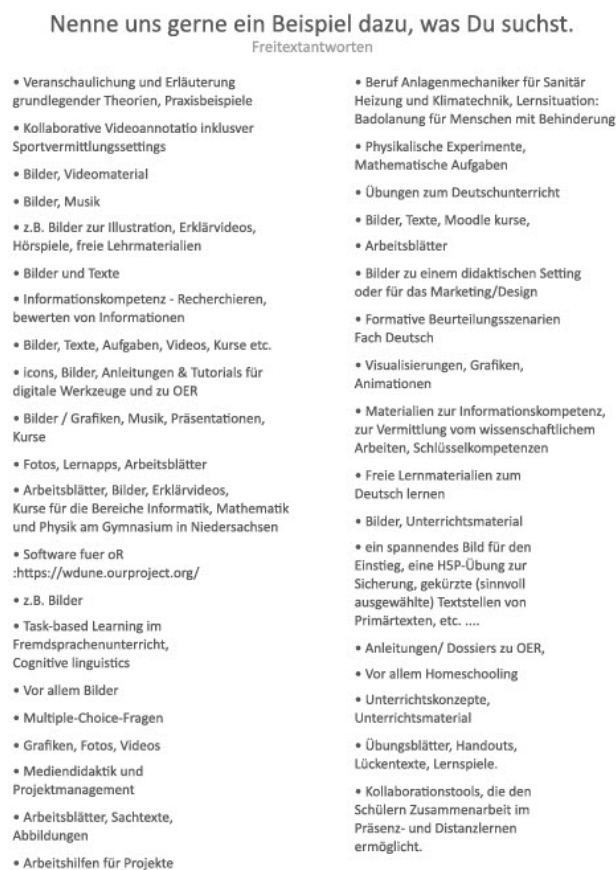 Nenne uns gerne ein Beispiel dazu, was Du suchst.
Freitextantworten
• Veranschaulichung und Erläuterung
grundlegender Theorien, Praxisbeispiele
• Kollaborative Videoannotatio inklusver
Sportvermittlungssettings
• Bilder, Videomaterial
• Bilder, Musik
• z.B. Bilder zur Illustration, Erklärvideos,
Hörspiele, freie Lehrmaterialien
• Bilder und Texte
• Informationskompetenz - Recherchieren,
bewerten von Informationen
• Bilder, Texte, Aufgaben, Videos, Kurse etc.
• icons, Bilder, Anleitungen & Tutorials für
digitale Werkzeuge und zu OER
• Bilder / Grafiken, Musik, Präsentationen,
Kurse
• Fotos, Lernapps, Arbeitsblätter
• Arbeitsblätter, Bilder, Erklärvideos,
Kurse für die Bereiche Informatik, Mathematik
und Physik am Gymnasium in Niedersachsen
• Software fuer oR
:https://wdune.ourproject.org/
• z.B. Bilder
• Task-based Learning im
Fremdsprachenunterricht,
Cognitive linguistics
• Vor allem Bilder
• Multiple-Choice-Fragen
• Grafiken, Fotos, Videos
• Mediendidaktik und
Projektmanagement
• Arbeitsblätter, Sachtexte,
Abbildungen
• Arbeitshilfen für Projekte
• Beruf Anlagenmechaniker für Sanitär
Heizung und Klimatechnik, Lernsituation:
Badolanung für Menschen mit Behinderung
• Physikalische Experimente,
Mathematische Aufgaben
• Übungen zum Deutschunterricht
• Bilder, Texte, Moodle kurse,
• Arbeitsblätter
• Bilder zu einem didaktischen Setting
oder für das Marketing/Design
• Formative Beurteilungsszenarien
Fach Deutsch
• Visualisierungen, Grafiken,
Animationen
• Materialien zur Informationskompetenz,
zur Vermittlung vom wissenschaftlichem
Arbeiten, Schlüsselkompetenzen
• Freie Lernmaterialien zum
Deutsch lernen
• Bilder, Unterrichtsmaterial
• ein spannendes Bild für den
Einstieg, eine H5P-Übung zur
Sicherung, gekürzte (sinnvoll
ausgewählte) Textstellen von
Primärtexten, etc. ....
• Anleitungen/ Dossiers zu OER,
• Vor allem Homeschooling
• Unterrichtskonzepte,
Unterrichtsmaterial
• Übungsblätter, Handouts,
Lückentexte, Lernspiele.
• Kollaborationstools, die den
Schülern Zusammenarbeit im
Präsenz- und Distanzlernen
ermöglicht.